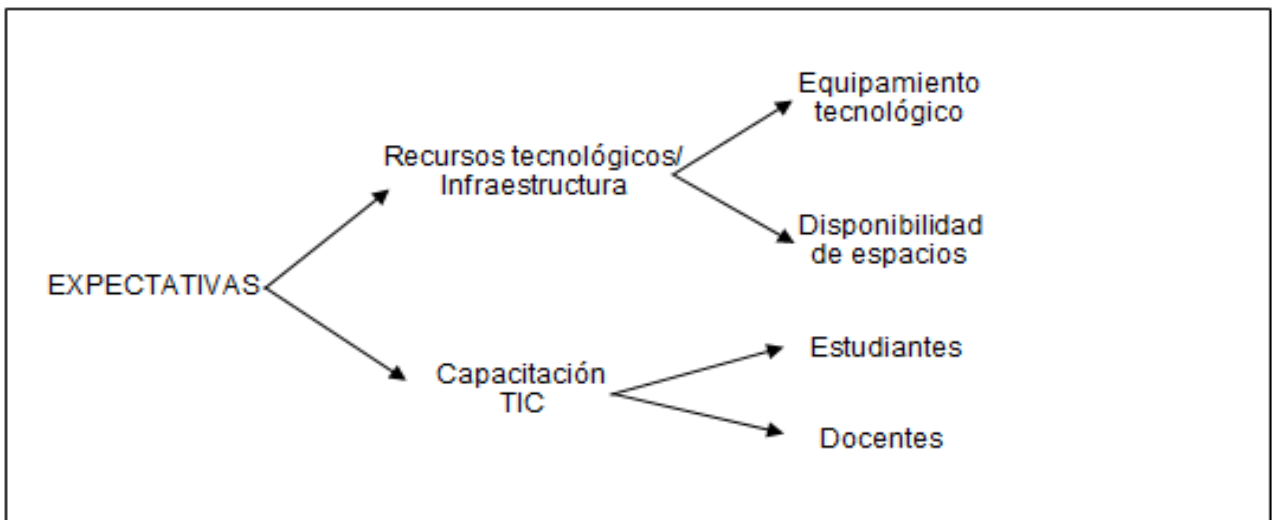 Equipamiento
tecnológico
Recursos tecnológicos/
Infraestructura
Disponibilidad
de espacios
EXPECTATIVAS
Estudiantes
Capacitación
TIC
Docentes